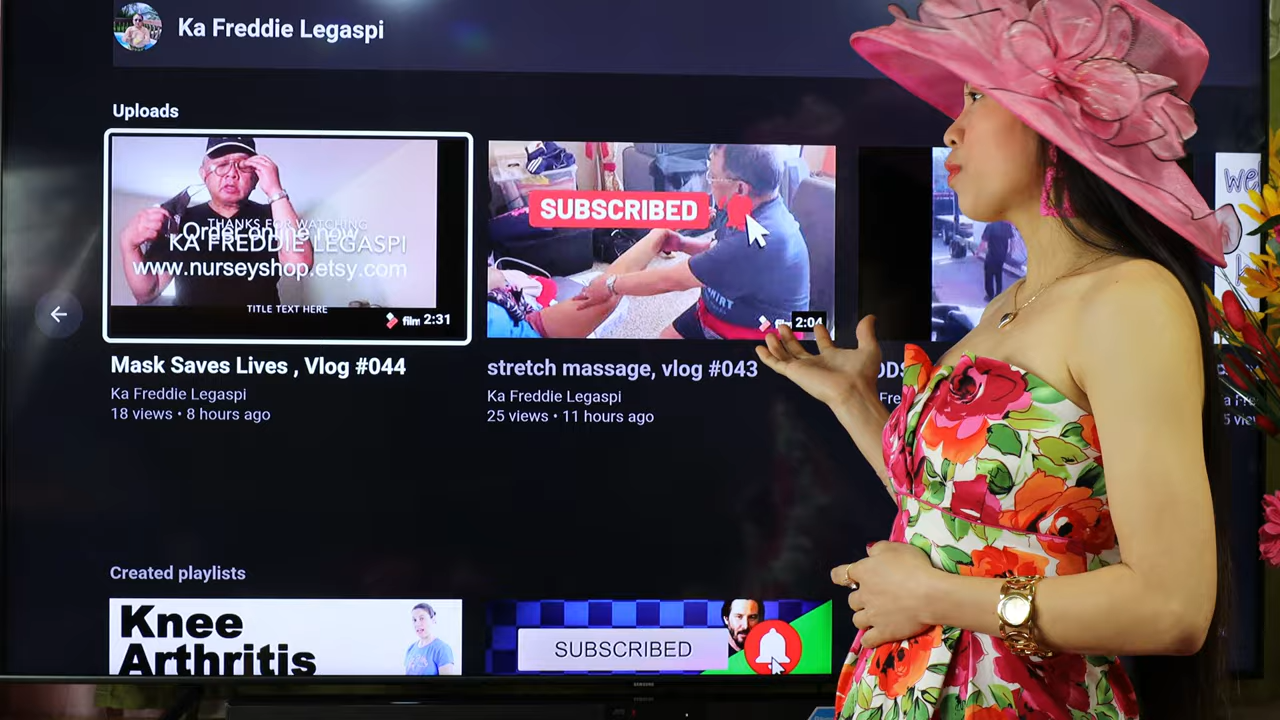 Ka Freddie Legaspi
Uploads
THANKS FOR WATCHING
Order online now
KA FREDDIE LEGASPI
www.nurseyshop.etsy.com
TITLE TEXT HERE
film
2:31
SUBSCRIBED
2:04
Mask Saves Lives , Vlog #044
Ka Freddie Legaspi
18 views • 8 hours ago
stretch massage, vlog #043
Ka Freddie Legaspi
25 views • 11 hours ago
Created playlists
Knee
Arthritis
SUBSCRIBED
SAMSUNG